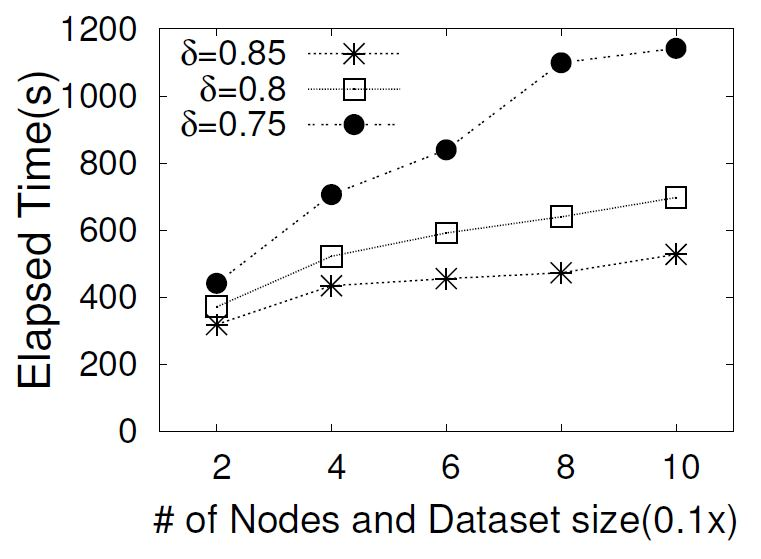 1200
1000
800
600
400
200
0
Elapsed Time(s)
δ=0.85
δ=0.8
δ=0.75
2 4 6 8 10
# of Nodes and Dataset size(0.1x)